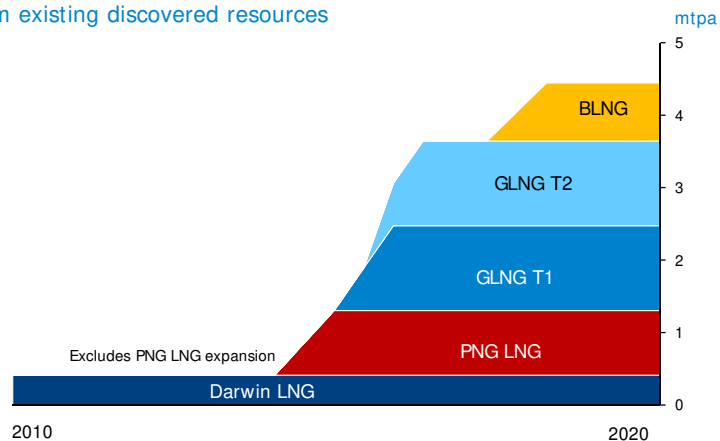 existing discovered resources
mtpa
5
BLNG
4
GLNG T2
3
2
GLNG T1
1
Excludes PNG LNG expansion
PNG LNG
Darwin LNG
0
2010
2020